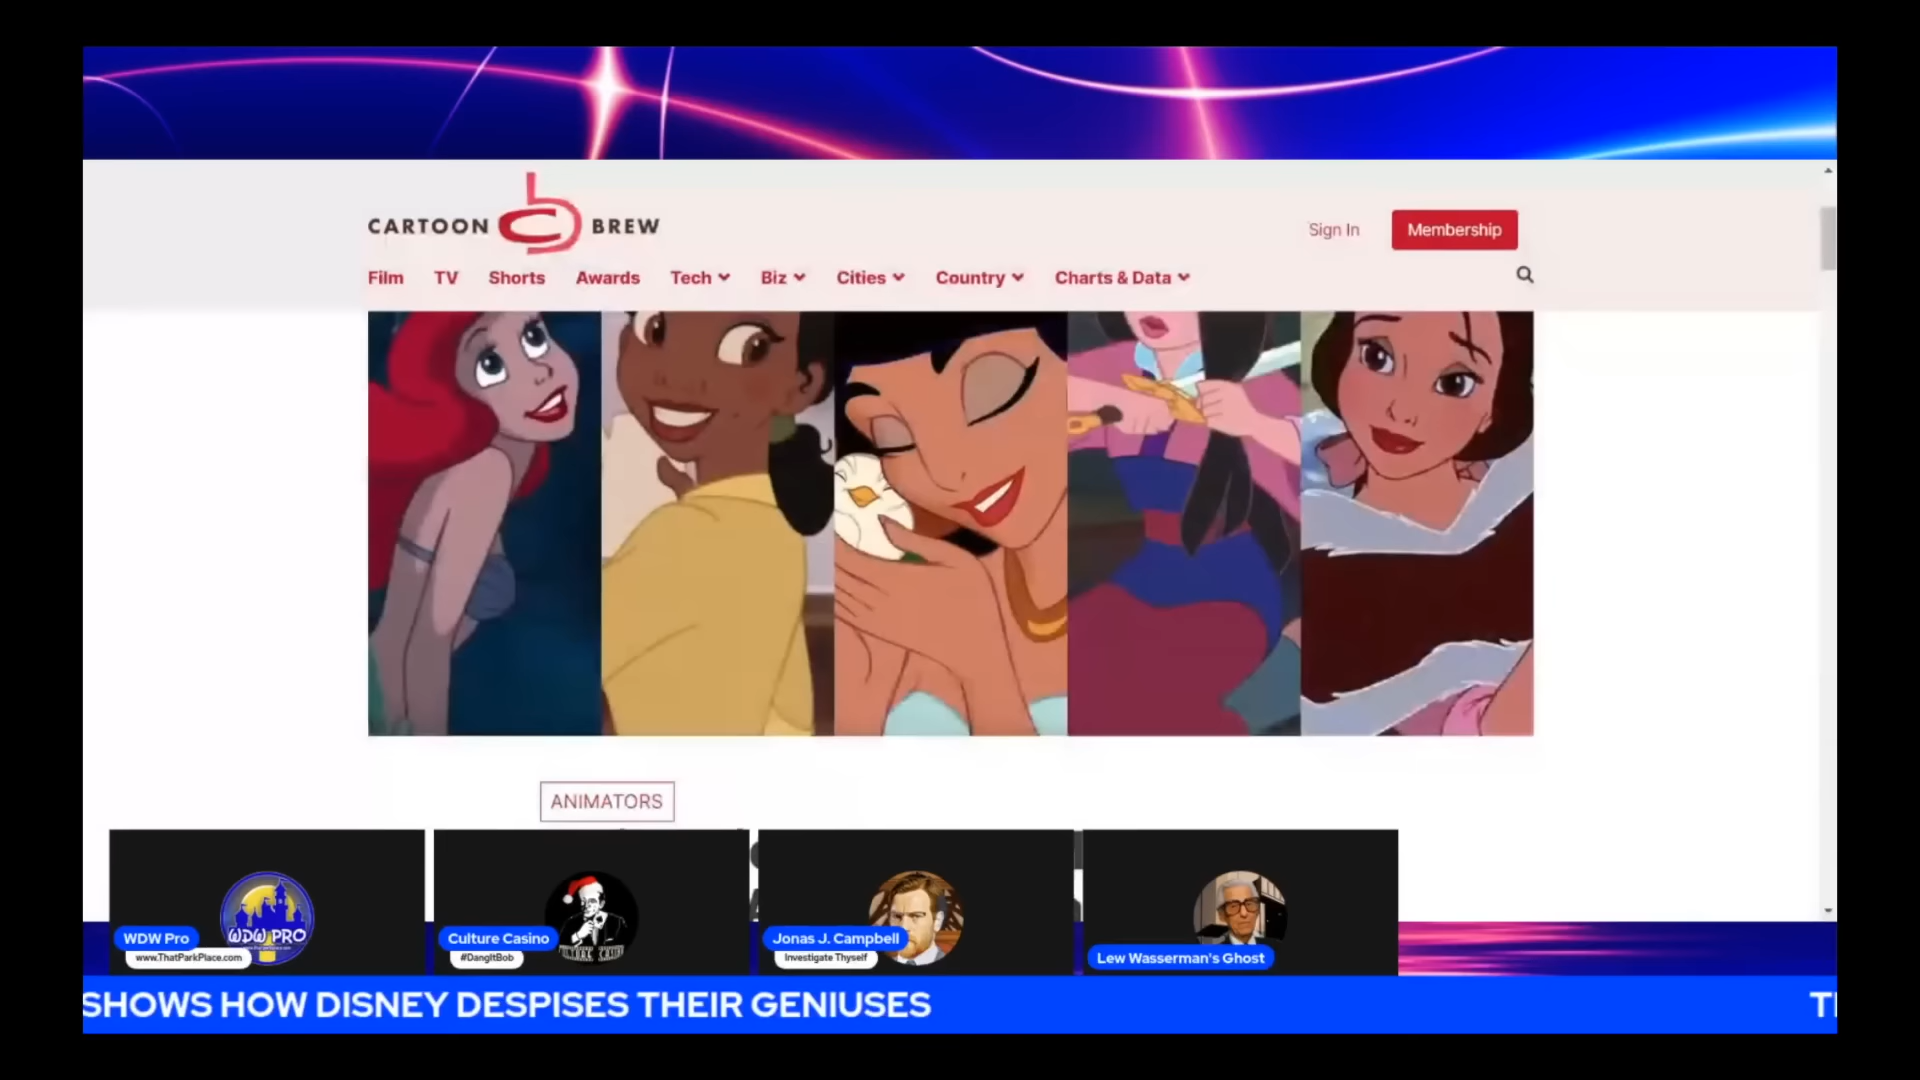 CARTOON BREW
Sign In
Membership
Film TV Shorts Awards Tech Biz Cities Country Charts & Data
ANIMATORS
WDW PRO
WDW Pro
www.ThatParkPlace.com
Culture Casino
#DangItBob
Jonas J. Campbell
Investigate Thyself
Lew Wasserman's Ghost
SHOWS HOW DISNEY DESPISES THEIR GENIUSES